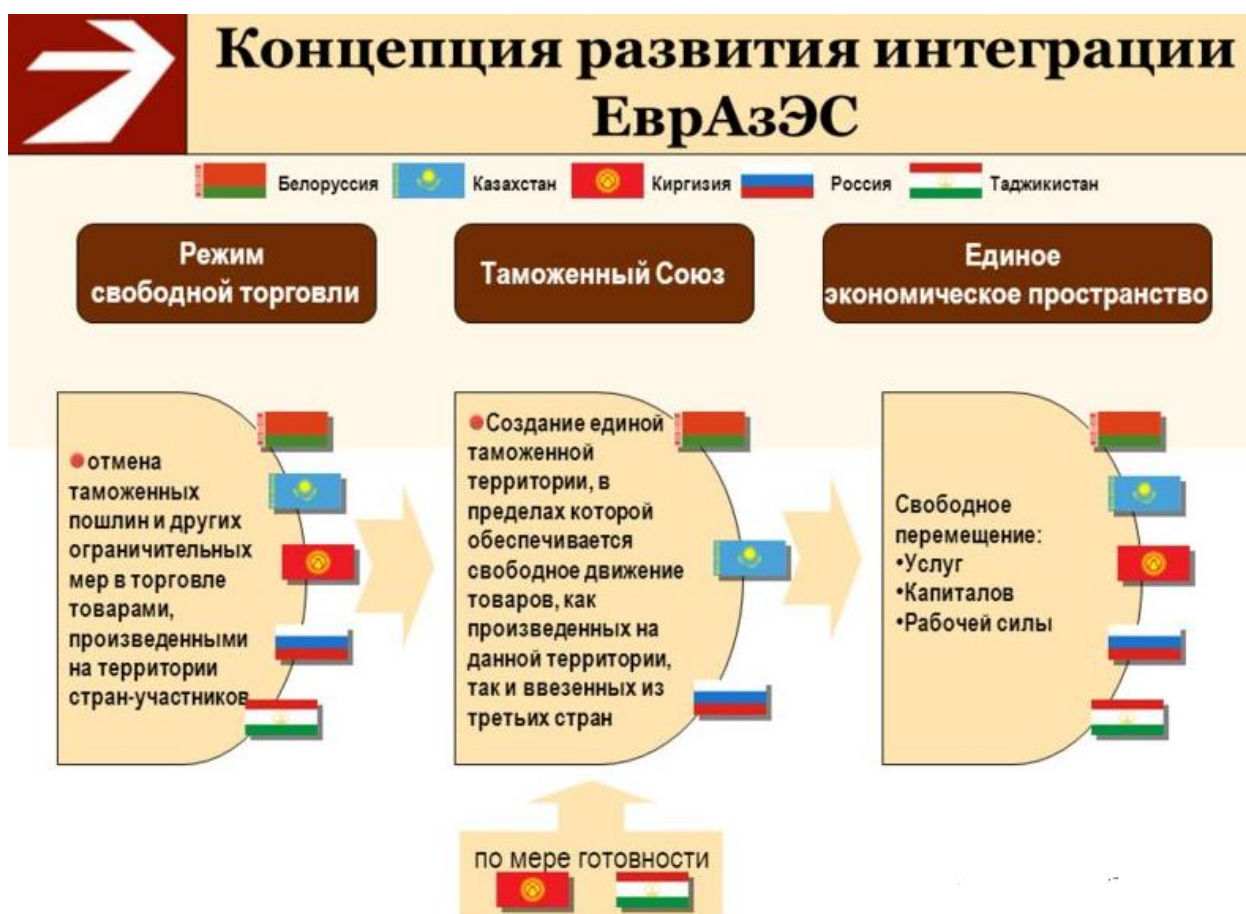 Концепция развития интеграции
ЕврАзЭС
Белоруссия Казахстан Киргизия Россия Таджикистан
Режим
свободной торговли
Таможенный Союз
Единое
экономическое пространство
отмена
таможенных
пошлин и других
ограничительных
мер в торговле
товарами,
произведенными
на территории
стран-участников
Создание единой
таможенной
территории, в
пределах которой
обеспечивается
свободное движение
товаров, как
произведенных на
данной территории,
так и ввезенных из
третьих стран
Свободное
перемещение:
•Услуг
•Капиталов
•Рабочей силы
по мере готовности